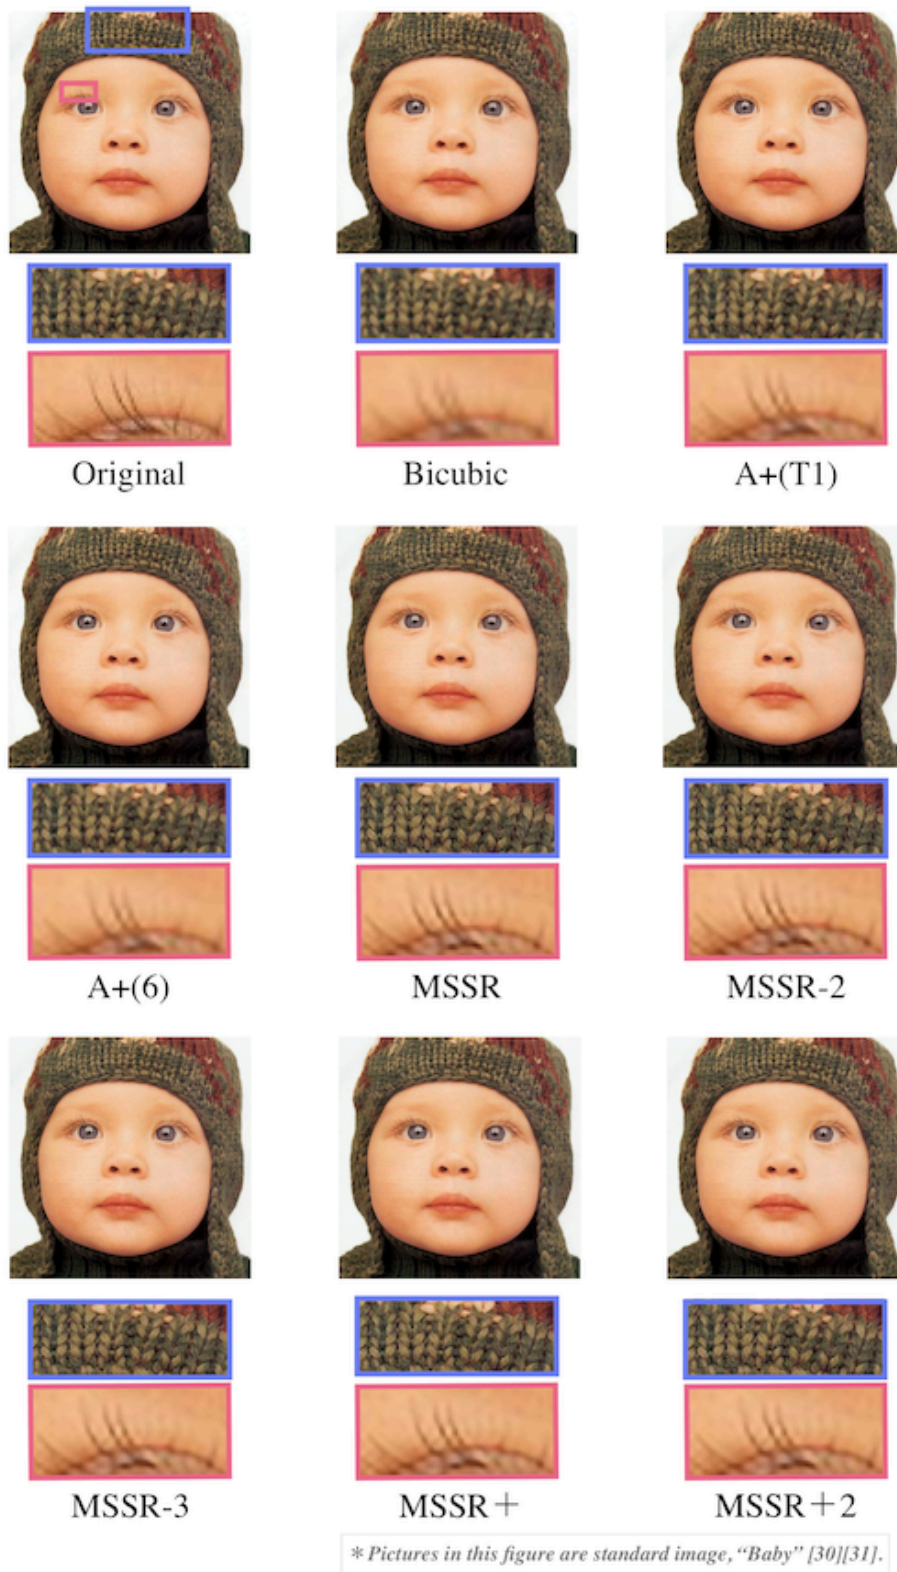 Original
Bicubic
A+(T1)
A+(6)
MSSR
MSSR-2
MSSR-3
MSSR+
MSSR+2
* Pictures in this figure are standard image, “Baby” [30][31].